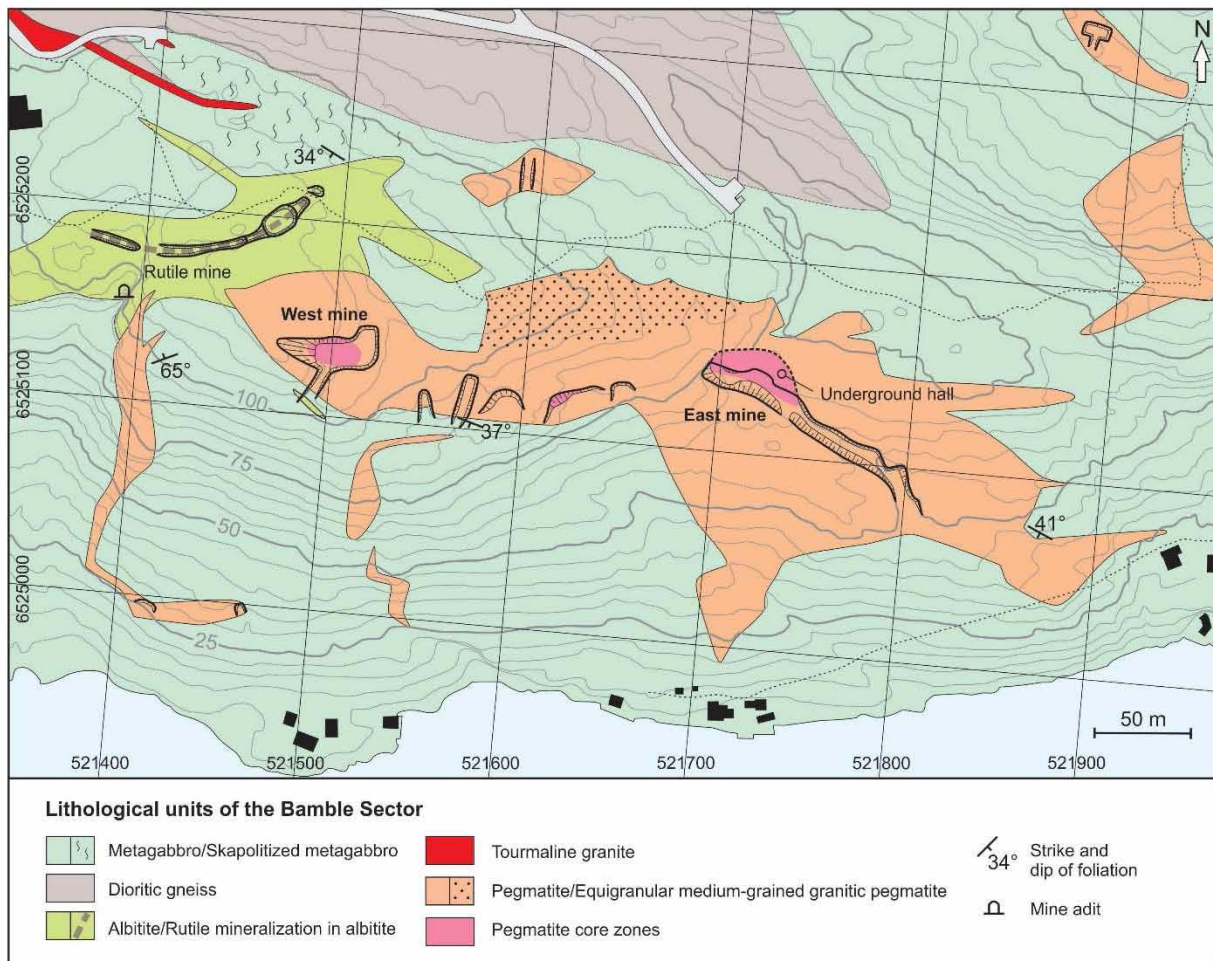 N
34°
6525200
Rutile mine
West mine
65°
6525100
100
Underground hall
East mine
37°
75
50
41°
6525000
25
50 m
521400
521500
521600
521700
521800
521900
Lithological units of the Bamble Sector
Metagabbro/Skapolitized metagabbro
Dioritic gneiss
Albitite/Rutile mineralization in albitite
Tourmaline granite
Pegmatite/Equigranular medium-grained granitic pegmatite
Pegmatite core zones
34°
Strike and
dip of foliation
Mine adit